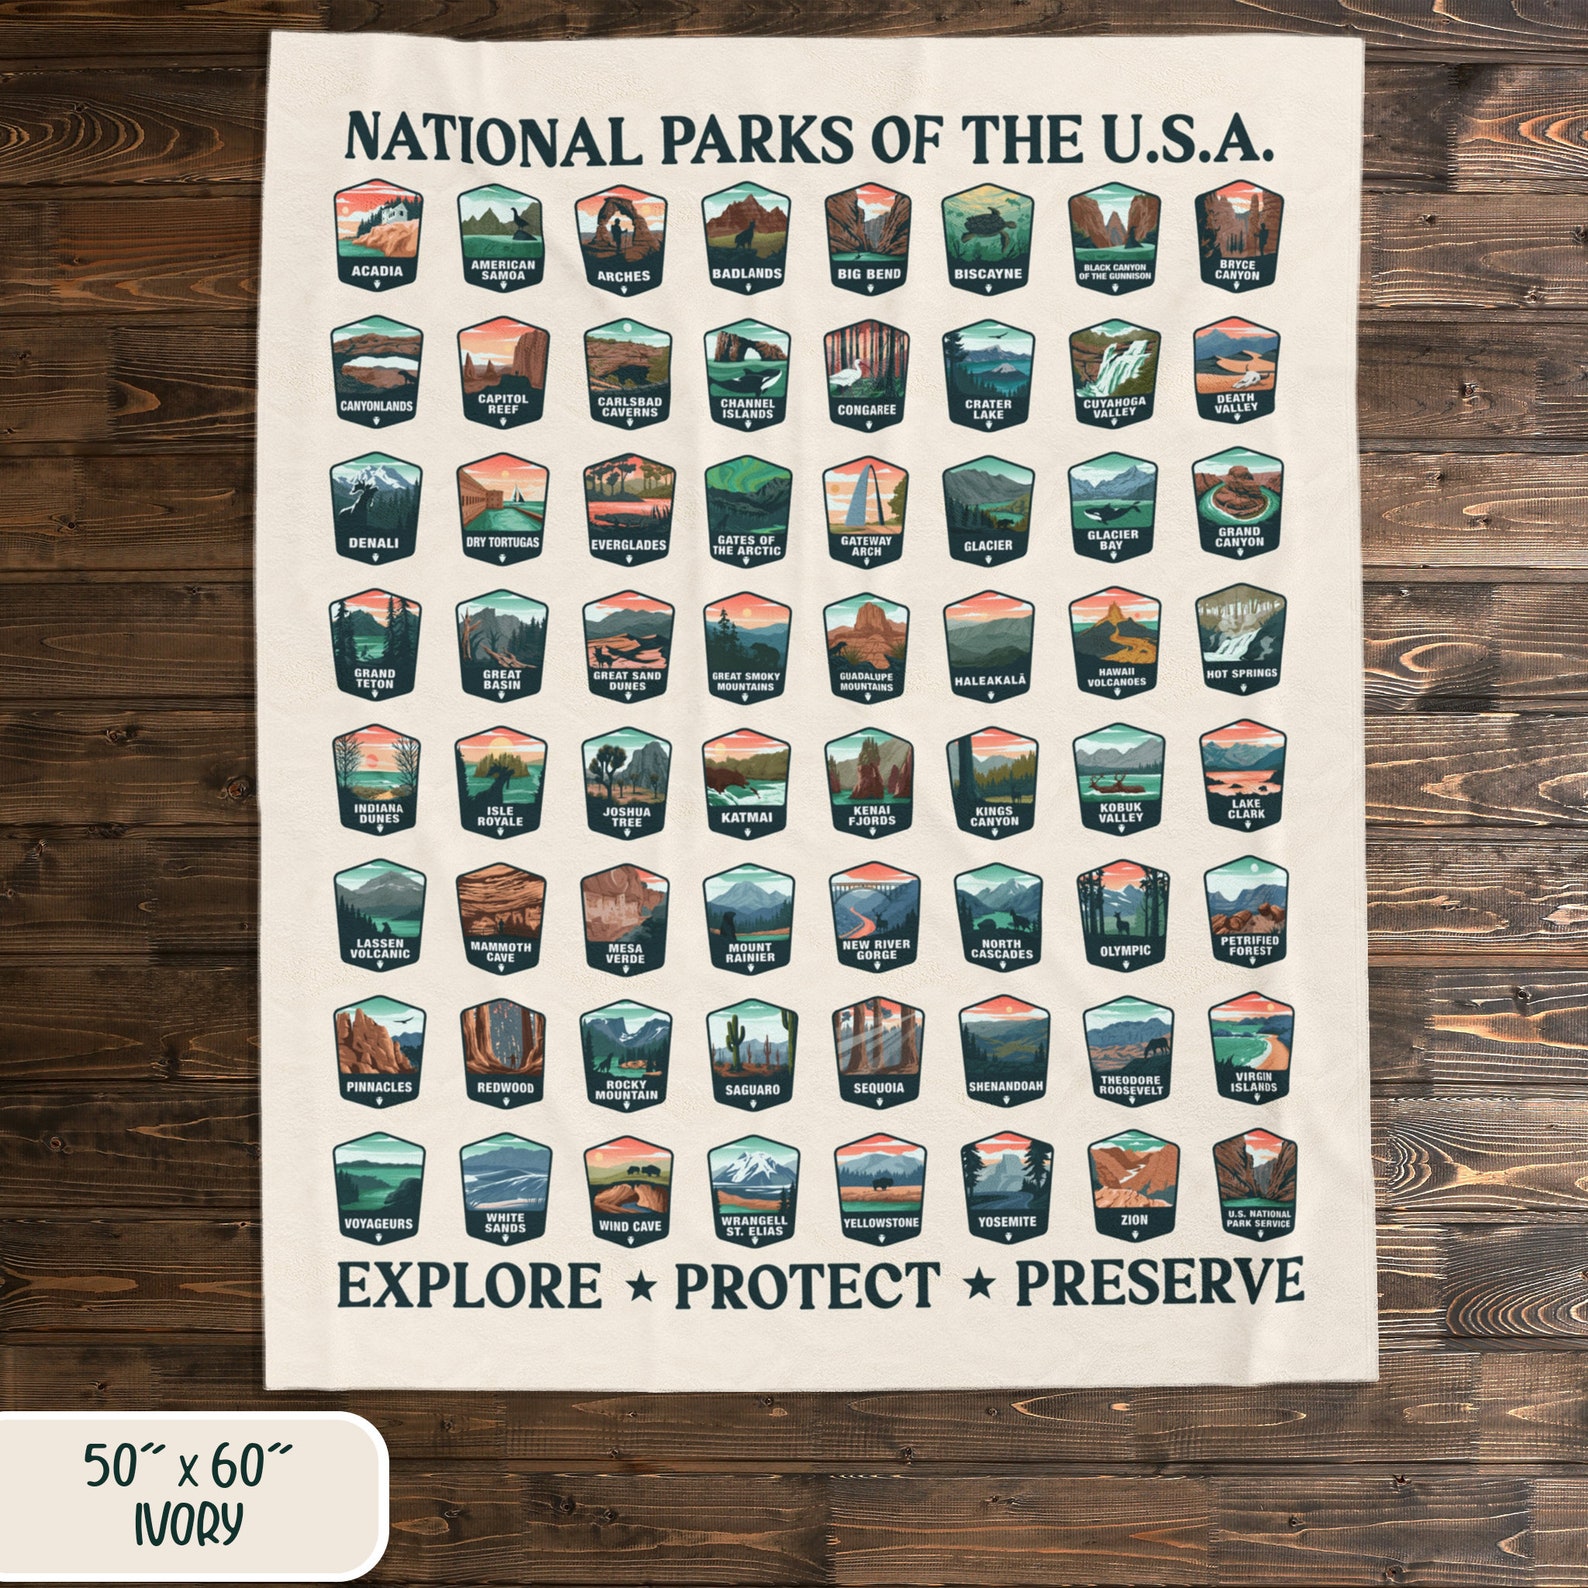 NATIONAL PARKS OF THE U.S.A.
ACADIA
AMERICAN
SAMOA
ARCHES
BADLANDS
BIG BEND
BISCAYNE
BLACK CANYON
OF THE GUNNISON
BRYCE
CANYON
CANYONLANDS
CAPITOL
REEF
CARLSBAD
CAVERNS
CHANNEL
ISLANDS
CONGAREE
CRATER
LAKE
CUYAHOGA
VALLEY
DEATH
VALLEY
DENALI
DRY TORTUGAS
EVERGLADES
GATES OF
THE ARCTIC
GATEWAY
ARCH
GLACIER
GLACIER
BAY
GRAND
CANYON
GRAND
TETON
GREAT
BASIN
GREAT SAND
DUNES
GREAT SMOKY
MOUNTAINS
GUADALUPE
MOUNTAINS
HALEAKALĀ
HAWAII
VOLCANOES
HOT SPRINGS
INDIANA
DUNES
ISLE
ROYALE
JOSHUA
TREE
KATMAI
KENAI
FJORDS
KINGS
CANYON
KOBUK
VALLEY
LAKE
CLARK
LASSEN
VOLCANIC
MAMMOTH
CAVE
MESA
VERDE
MOUNT
RAINIER
NEW RIVER
GORGE
NORTH
CASCADES
OLYMPIC
PETRIFIED
FOREST
PINNACLES
REDWOOD
ROCKY
MOUNTAIN
SAGUARO
SEQUOIA
SHENANDOAH
THEODORE
ROOSEVELT
VIRGIN
ISLANDS
VOYAGEURS
WHITE
SANDS
WIND CAVE
WRANGELL
ST. ELIAS
YELLOWSTONE
YOSEMITE
ZION
U.S. NATIONAL
PARK SERVICE
EXPLORE ★ PROTECT ★ PRESERVE
50″ x 60″
IVORY